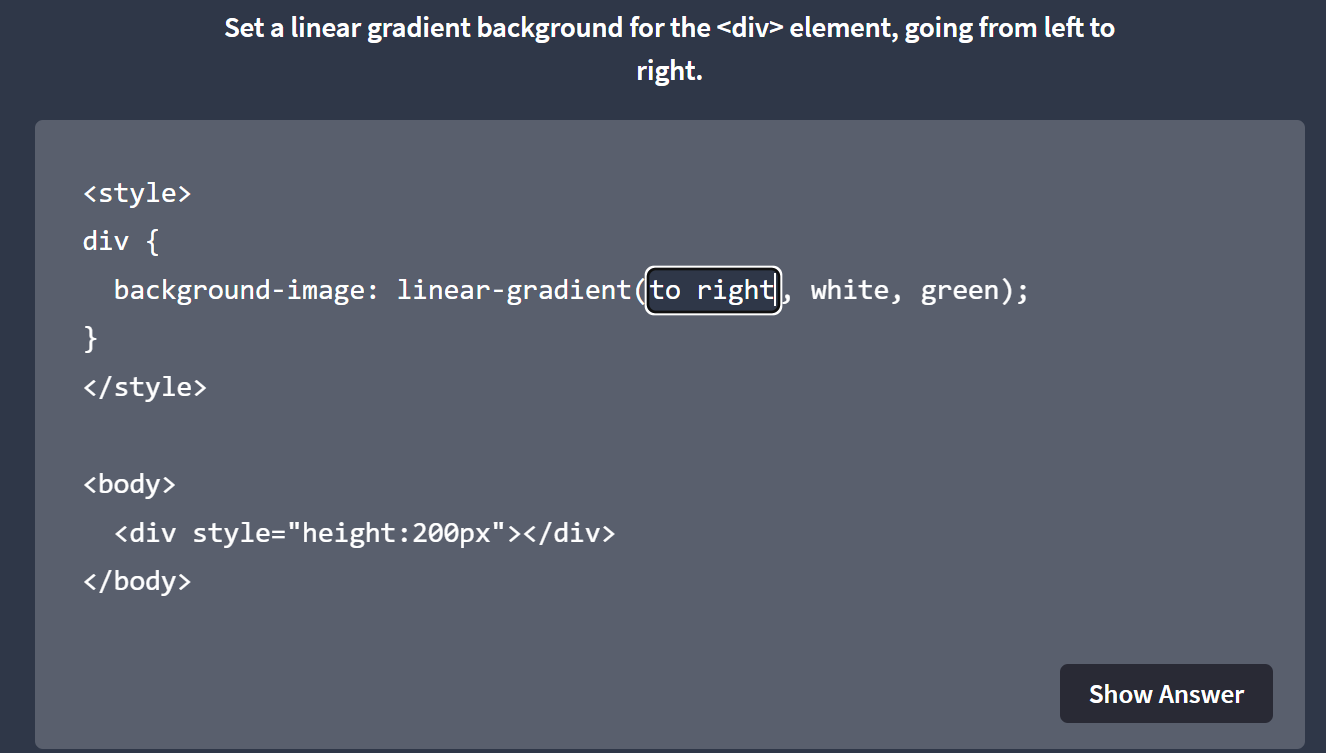 Set a linear gradient background for the <div> element, going from left to
right.
<style>
div {
  background-image: linear-gradient(to right, white, green);
}
</style>
<body>
  <div style="height:200px"></div>
</body>
Show Answer